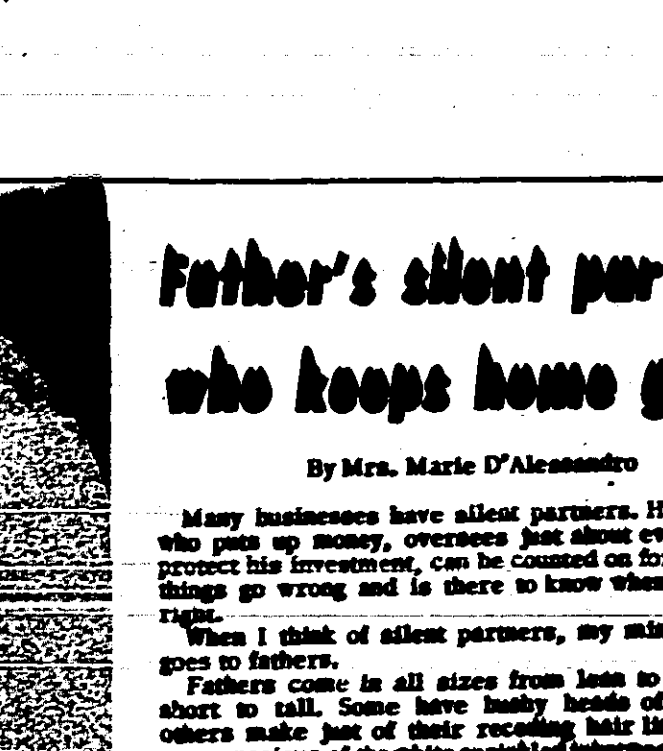 Father's silent par
who keeps home g
By Mrs. Marie D'Alessandro
Many businesses have silent partners. H
who puts up money, oversees just about ev
protect his investment, can be counted on for
things go wrong and is there to know when
right.
When I think of silent partners, my min
goes to fathers.
Fathers come in all sizes from lean to
short to tall. Some have bushy heads of
others make jest of their receding hair li